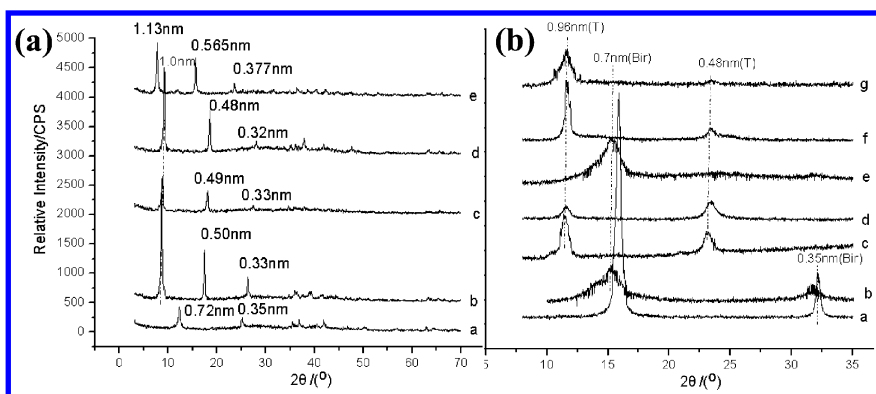 (a)
Relative Intensity/CPS
5000
4500
4000
3500
3000
2500
2000
1500
1000
500
0
1.13nm
1.0nm
0.565nm
0.377nm
e
0.48nm
0.32nm
d
0.49nm
0.33nm
c
0.50nm
0.33nm
b
0.72nm
0.35nm
a
0 10 20 30 40 50 60 70
2θ /(º)
(b)
0.96nm(T)
0.7nm(Bir)
0.48nm(T)
g
f
e
d
c
0.35nm(Bir)
b
a
5 10 15 20 25 30 35
2θ /(º)